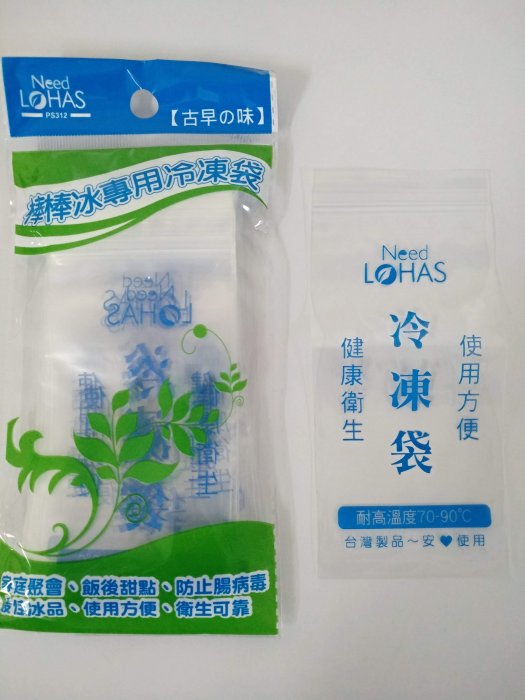 Need
LOHAS
PS312
【古早の味】
棒棒冰專用冷凍袋
家庭聚會、飯後甜點、防止腸病毒
冰品、使用方便、衛生可靠
Need
LOHAS
冷凍袋
使用方便
健康衛生
耐高溫度70-90℃
台灣製品～安♥使用